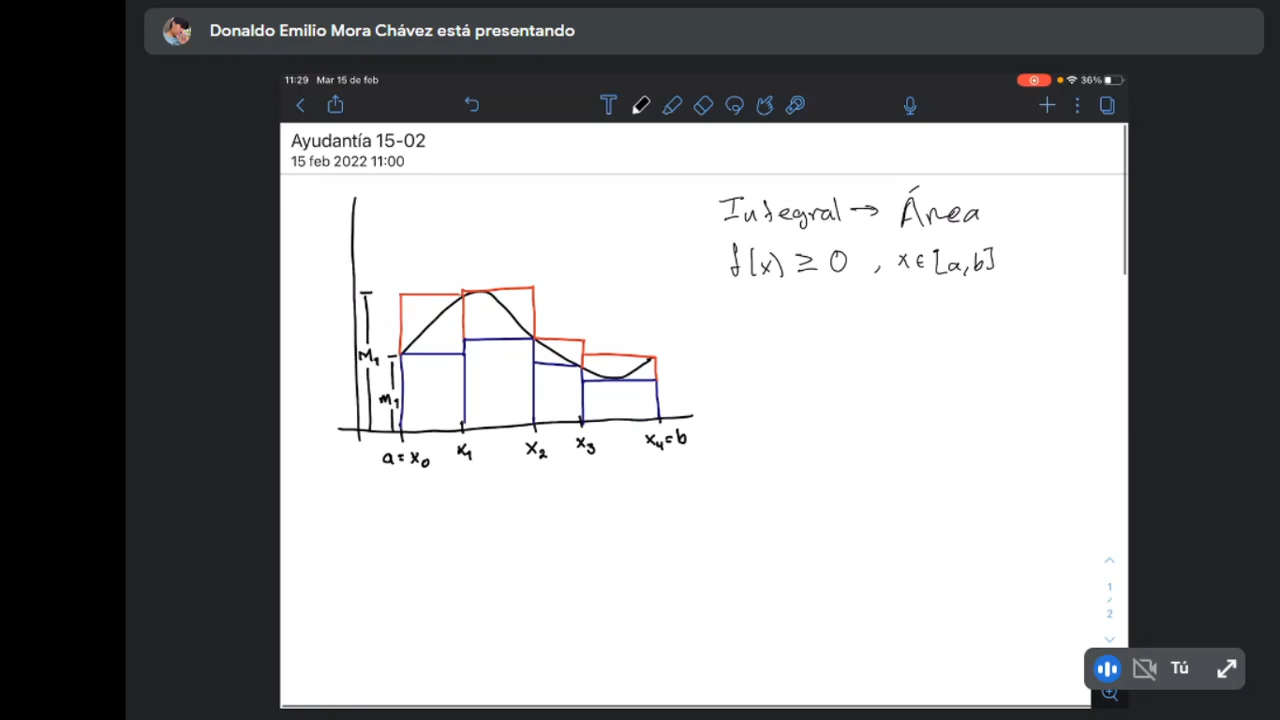 Donaldo Emilio Mora Chávez está presentando
11:29 Mar 15 de feb
36%
Ayudantía 15-02
15 feb 2022 11:00
Integral → Área
f(x) ≥ 0 , x ∈ [a,b]
M₁
m₁
a = x₀
x₁
x₂
x₃
x₄ = b
1
/
2
Tú